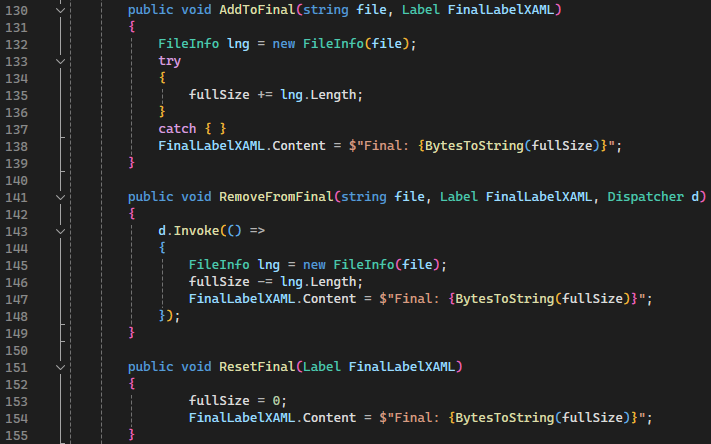 130 public void AddToFinal(string file, Label FinalLabelXAML)
131 {
132 FileInfo lng = new FileInfo(file);
133 try
134 {
135 fullSize += lng.Length;
136 }
137 catch { }
138 FinalLabelXAML.Content = $"Final: {BytesToString(fullSize)}";
139 }
140
141 public void RemoveFromFinal(string file, Label FinalLabelXAML, Dispatcher d)
142 {
143 d.Invoke(() =>
144 {
145 FileInfo lng = new FileInfo(file);
146 fullSize -= lng.Length;
147 FinalLabelXAML.Content = $"Final: {BytesToString(fullSize)}";
148 });
149 }
150
151 public void ResetFinal(Label FinalLabelXAML)
152 {
153 fullSize = 0;
154 FinalLabelXAML.Content = $"Final: {BytesToString(fullSize)}";
155 }